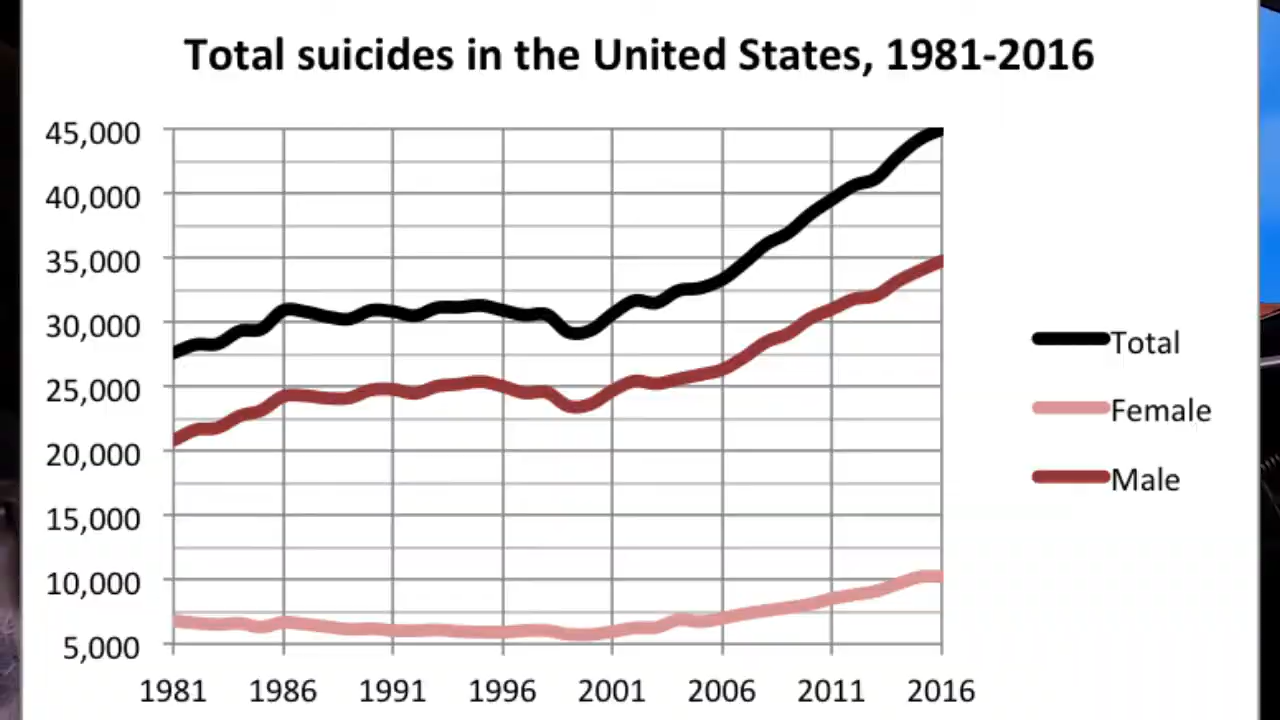 Total suicides in the United States, 1981-2016
45,000
40,000
35,000
30,000
25,000
20,000
15,000
10,000
5,000
1981 1986 1991 1996 2001 2006 2011 2016
Total
Female
Male